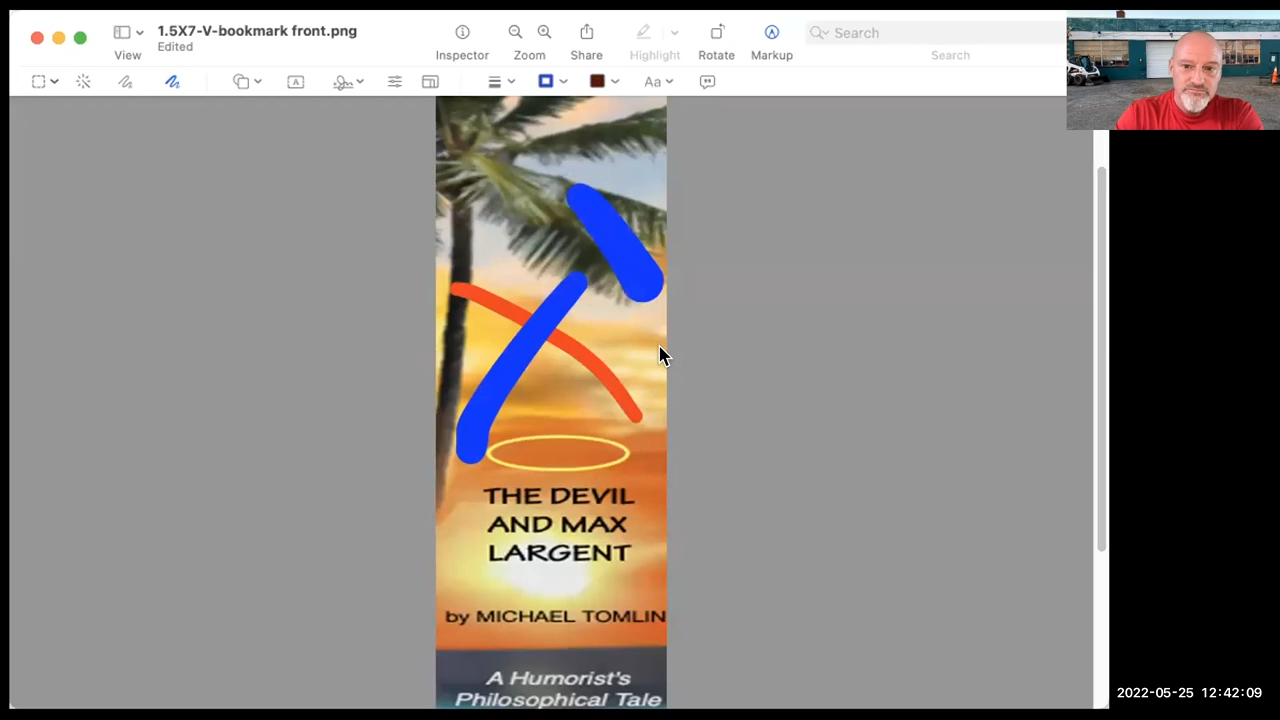 1.5X7-V-bookmark front.png
Edited
View
Inspector
Zoom
Share
Highlight
Rotate
Markup
Search
Search
A
Aa
THE DEVIL
AND MAX
LARGENT
by MICHAEL TOMLIN
A Humorist's
Philosophical Tale
2022-05-25 12:42:09